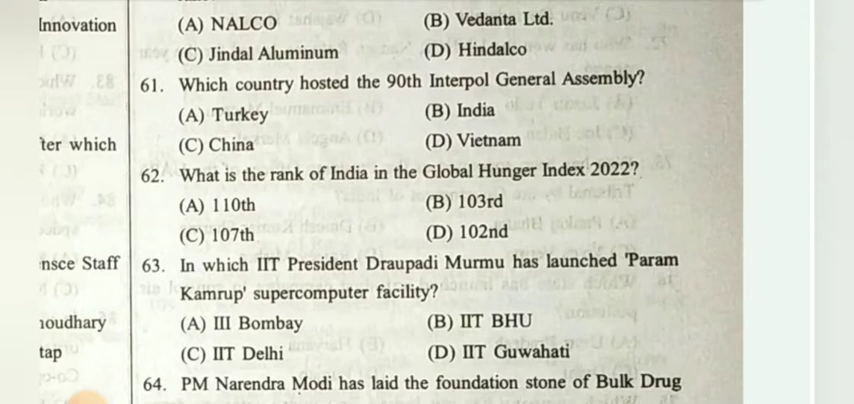 Innovation
(A) NALCO (B) Vedanta Ltd.
(C) Jindal Aluminum (D) Hindalco
61. Which country hosted the 90th Interpol General Assembly?
(A) Turkey (B) India
ter which
(C) China (D) Vietnam
62. What is the rank of India in the Global Hunger Index 2022?
(A) 110th (B) 103rd
(C) 107th (D) 102nd
nsce Staff
63. In which IIT President Draupadi Murmu has launched 'Param
Kamrup' supercomputer facility?
houdhary
(A) III Bombay (B) IIT BHU
tap
(C) IIT Delhi (D) IIT Guwahati
64. PM Narendra Modi has laid the foundation stone of Bulk Drug